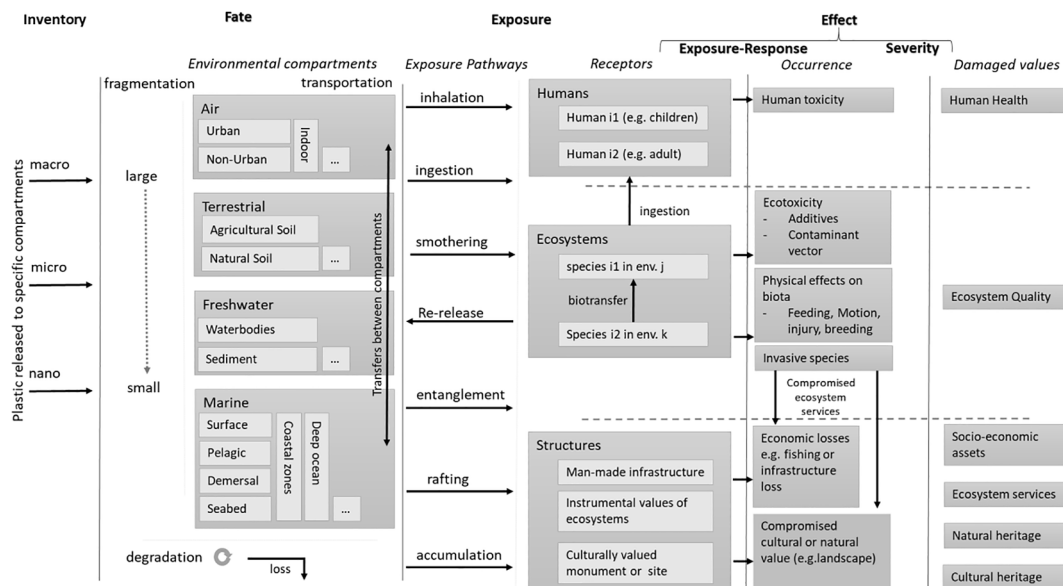 Inventory
Fate
Exposure
Effect
Exposure-Response
Severity
Environmental compartments
Exposure Pathways
Receptors
Occurrence
Damaged values
fragmentation
transportation
Plastic released to specific compartments
macro
micro
nano
large
small
Air
Urban
Non-Urban
Indoor
...
Terrestrial
Agricultural Soil
Natural Soil
...
Freshwater
Waterbodies
Sediment
...
Marine
Surface
Pelagic
Demersal
Seabed
Coastal zones
Deep ocean
...
Transfers between compartments
degradation
loss
inhalation
ingestion
smothering
Re-release
entanglement
rafting
accumulation
Humans
Human i1 (e.g. children)
Human i2 (e.g. adult)
ingestion
Ecosystems
species i1 in env. j
biotransfer
Species i2 in env. k
Structures
Man-made infrastructure
Instrumental values of
ecosystems
Culturally valued
monument or site
Human toxicity
Ecotoxicity
- Additives
- Contaminant
vector
Physical effects on
biota
- Feeding, Motion,
injury, breeding
Invasive species
Compromised
ecosystem
services
Economic losses
e.g. fishing or
infrastructure
loss
Compromised
cultural or natural
value (e.g.landscape)
Human Health
Ecosystem Quality
Socio-economic
assets
Ecosystem services
Natural heritage
Cultural heritage